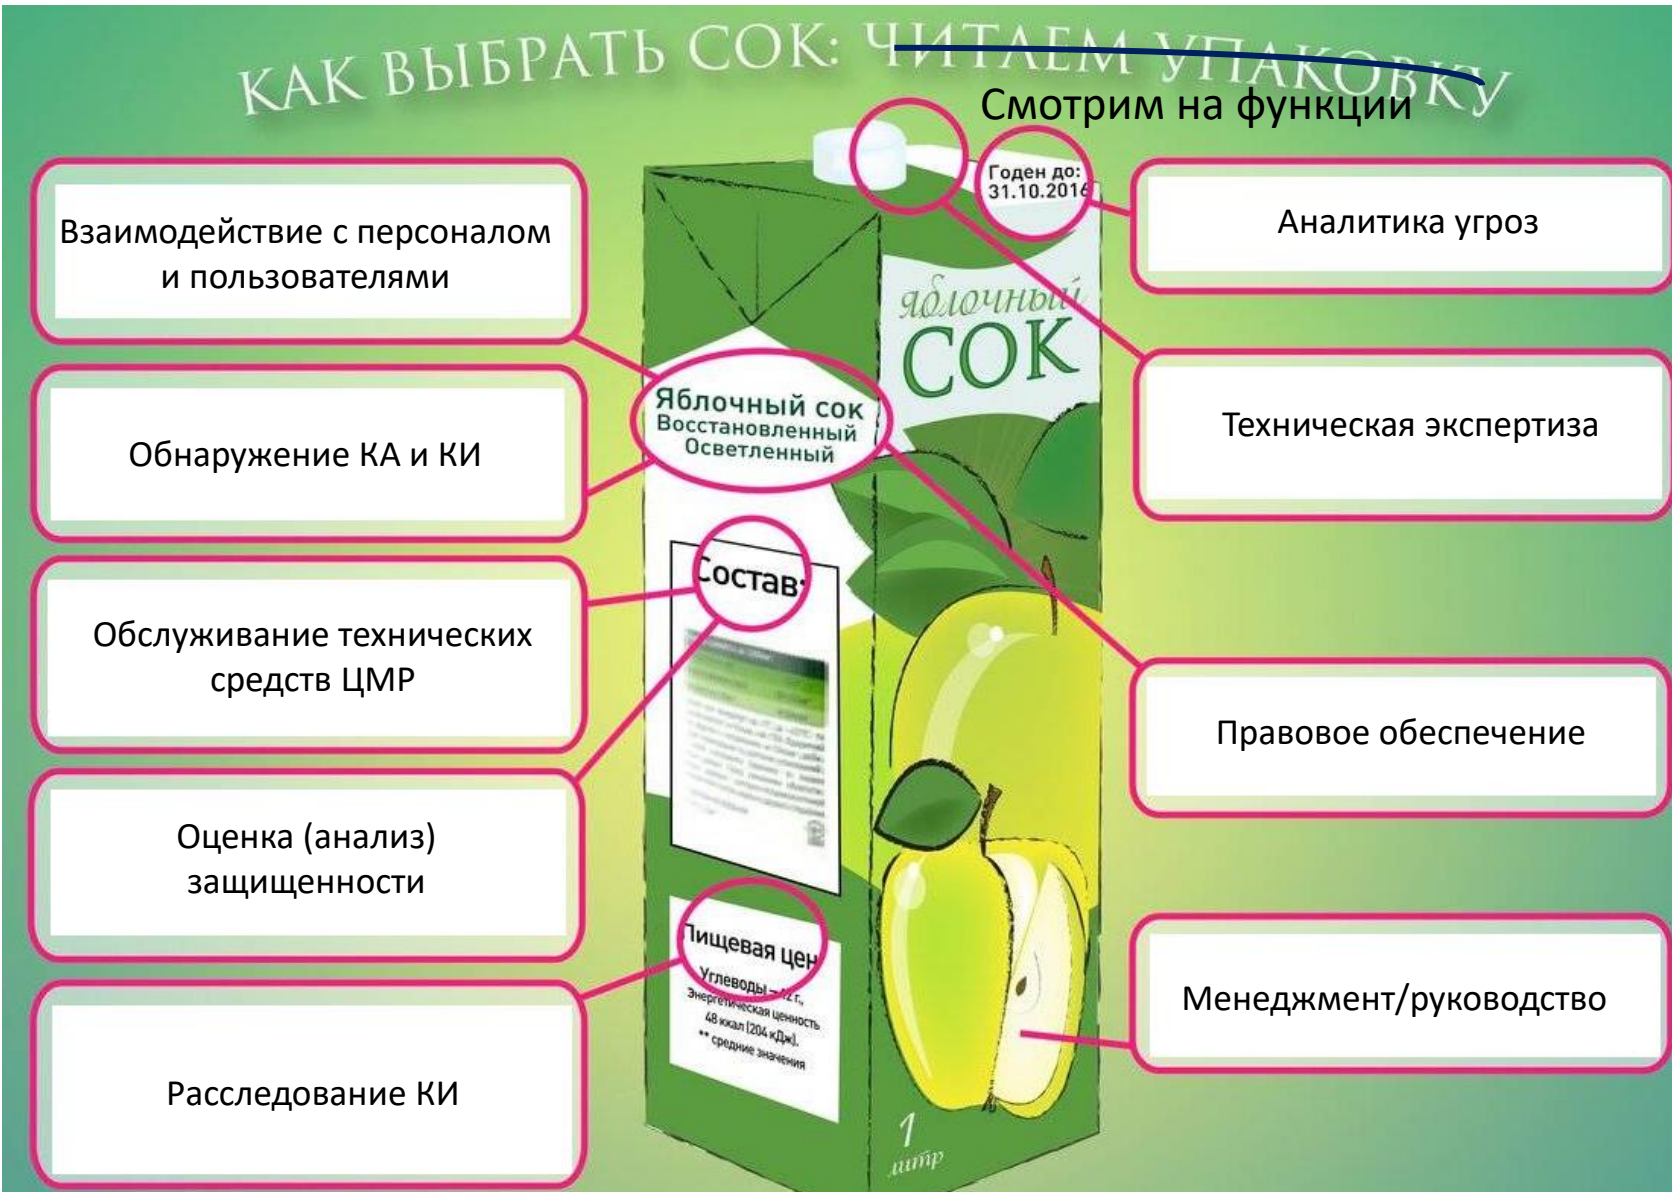 КАК ВЫБРАТЬ СОК: ЧИТАЕМ УПАКОВКУ
Смотрим на функции
Взаимодействие с персоналом
и пользователями
Обнаружение КА и КИ
Обслуживание технических
средств ЦМР
Оценка (анализ)
защищенности
Расследование КИ
Годен до:
31.10.2016
яблочный
СОК
Яблочный сок
Восстановленный
Осветленный
Состав:
Пищевая цен
Углеводы – 12 г.,
Энергетическая ценность
48 ккал (204 кДж).
** средние значения
1
литр
Аналитика угроз
Техническая экспертиза
Правовое обеспечение
Менеджмент/руководство